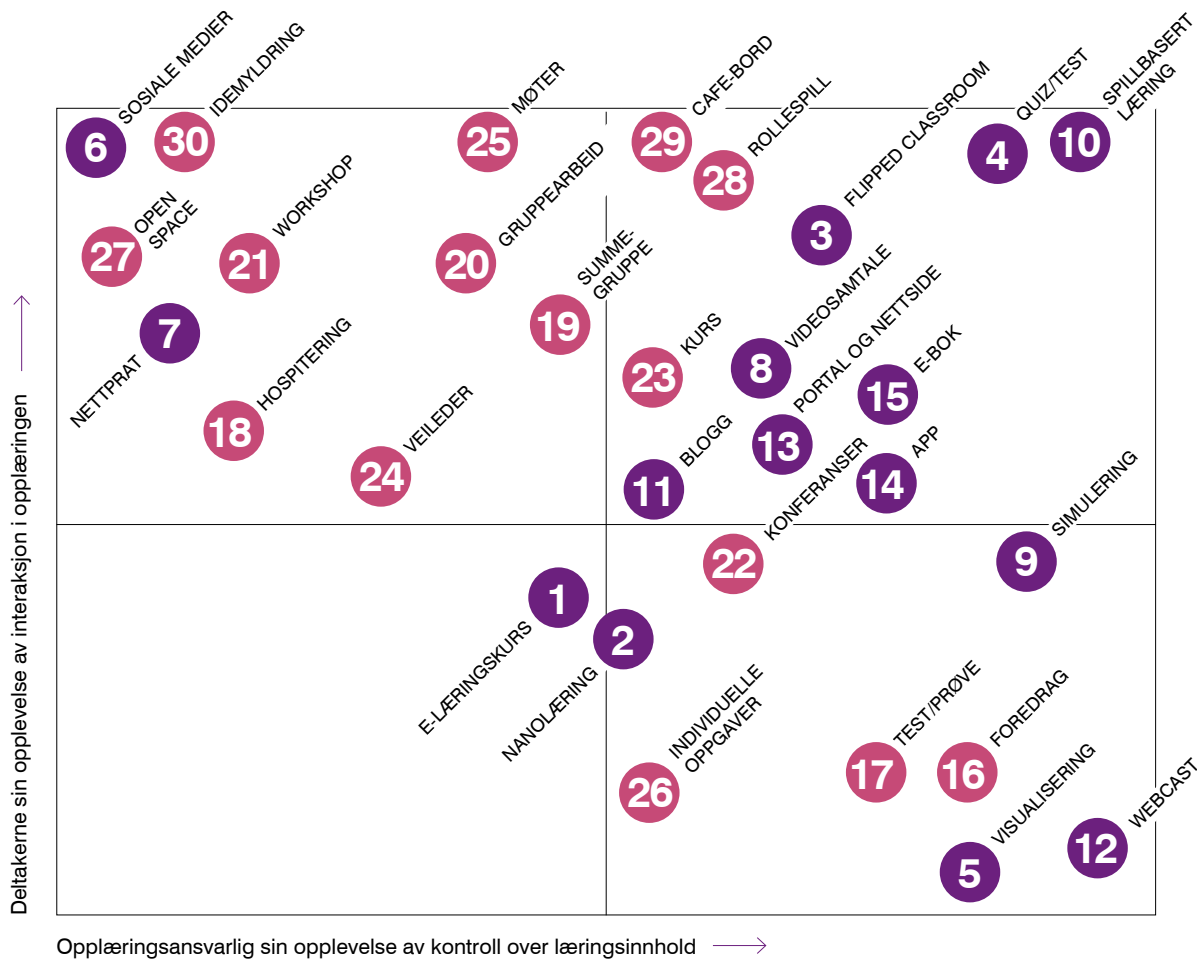 SOSIALE MEDIER
6
IDEMYLDRING
30
MØTER
25
CAFE-BORD
29
ROLLESPILL
28
FLIPPED CLASSROOM
3
QUIZ/TEST
4
SPILLBASERT
LÆRING
10
OPEN
SPACE
27
WORKSHOP
21
GRUPPEARBEID
20
SUMME-
GRUPPE
19
NETTPRAT
7
HOSPITERING
18
VEILEDER
24
KURS
23
VIDEOSAMTALE
8
PORTAL OG NETTSIDE
13
E-BOK
15
BLOGG
11
APP
14
KONFERANSER
22
SIMULERING
9
E-LÆRINGSKURS
1
NANOLÆRING
2
INDIVIDUELLE
OPPGAVER
26
TEST/PRØVE
17
FOREDRAG
16
VISUALISERING
5
WEBCAST
12
Deltakerne sin opplevelse av interaksjon i opplæringen
Opplæringsansvarlig sin opplevelse av kontroll over læringsinnhold